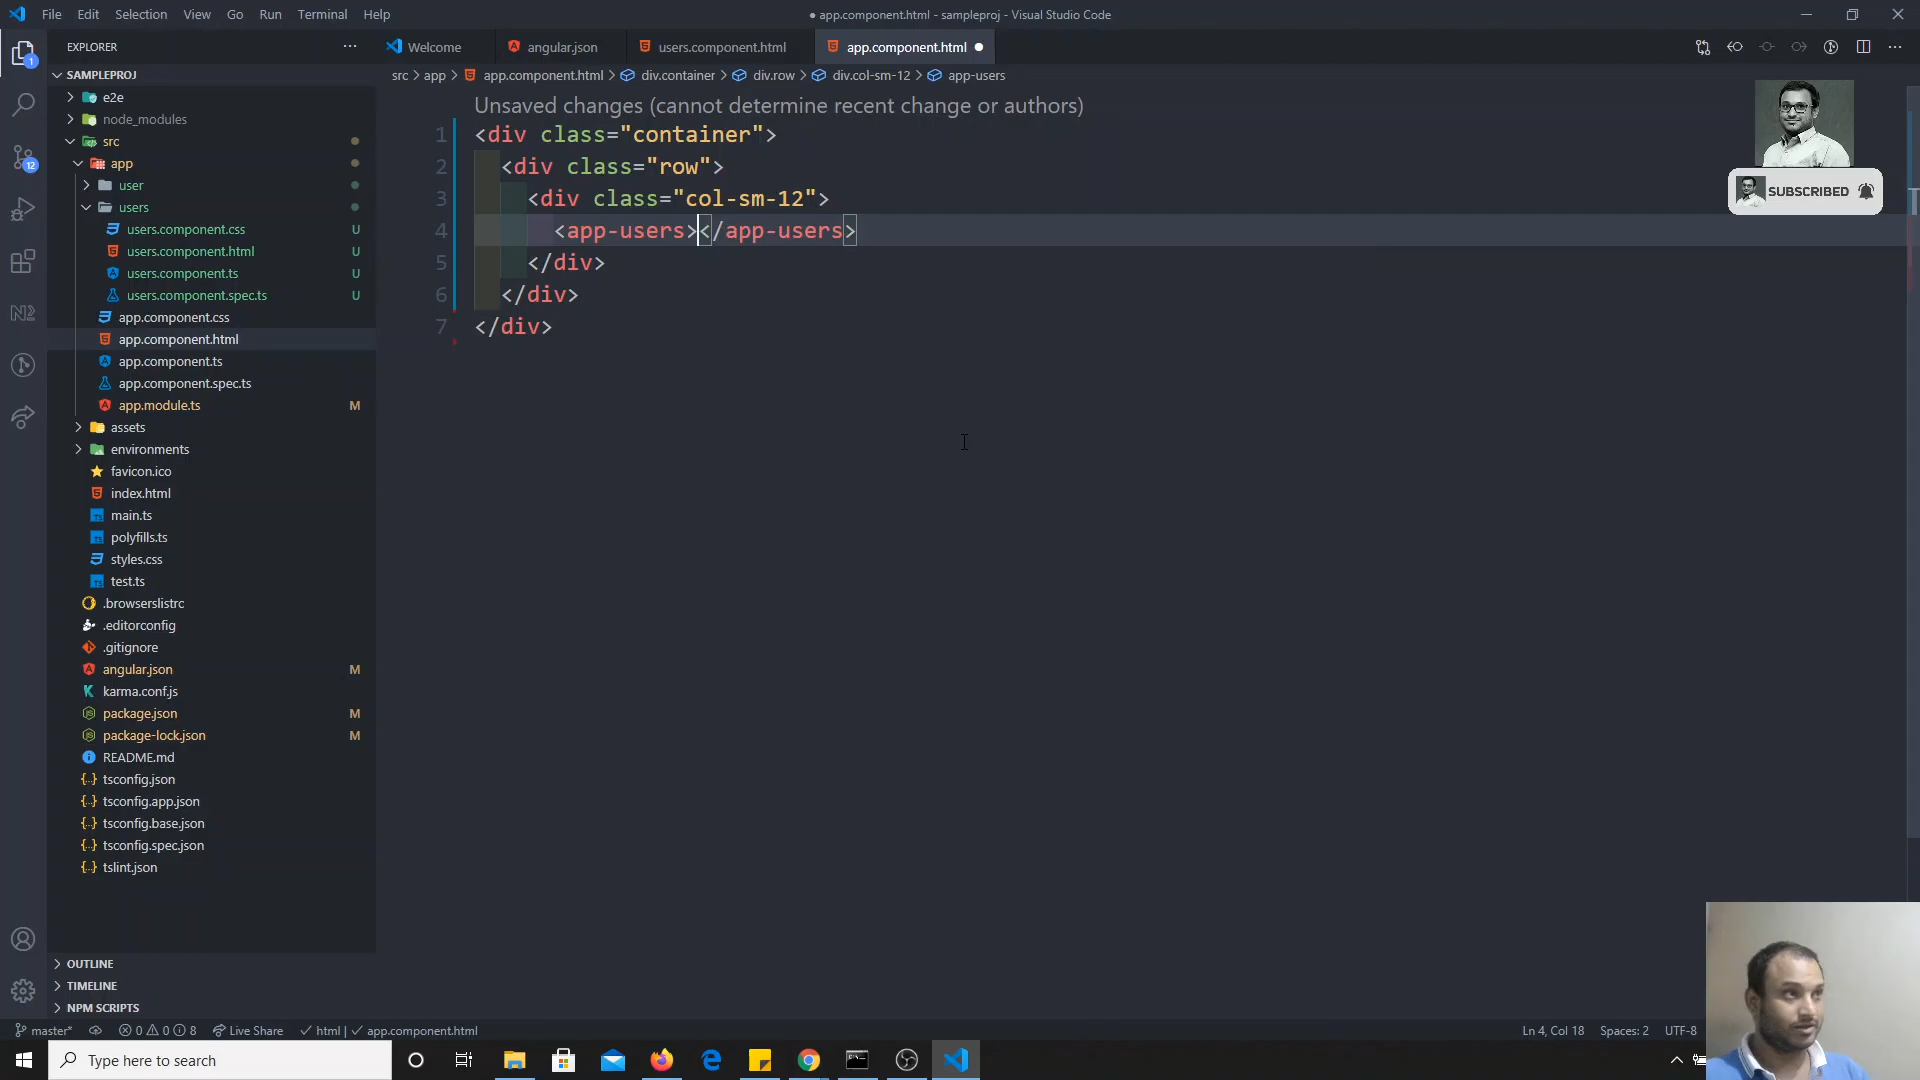 File Edit Selection View Go Run Terminal Help
● app.component.html - sampleproj - Visual Studio Code
EXPLORER
Welcome
angular.json
users.component.html
app.component.html
SAMPLEPROJ
src > app > app.component.html > div.container > div.row > div.col-sm-12 > app-users
e2e
node_modules
src
app
user
users
users.component.css U
users.component.html U
users.component.ts U
users.component.spec.ts U
app.component.css
app.component.html
app.component.ts
app.component.spec.ts
app.module.ts M
assets
environments
favicon.ico
index.html
main.ts
polyfills.ts
styles.css
test.ts
.browserslistrc
.editorconfig
.gitignore
angular.json M
karma.conf.js
package.json M
package-lock.json M
README.md
tsconfig.json
tsconfig.app.json
tsconfig.base.json
tsconfig.spec.json
tslint.json
OUTLINE
TIMELINE
NPM SCRIPTS
Unsaved changes (cannot determine recent change or authors)
1 <div class="container">
2 <div class="row">
3 <div class="col-sm-12">
4 <app-users></app-users>
5 </div>
6 </div>
7 </div>
SUBSCRIBED
1
12
master* 0 0 8 Live Share html | app.component.html
Ln 4, Col 18 Spaces: 2 UTF-8
Type here to search